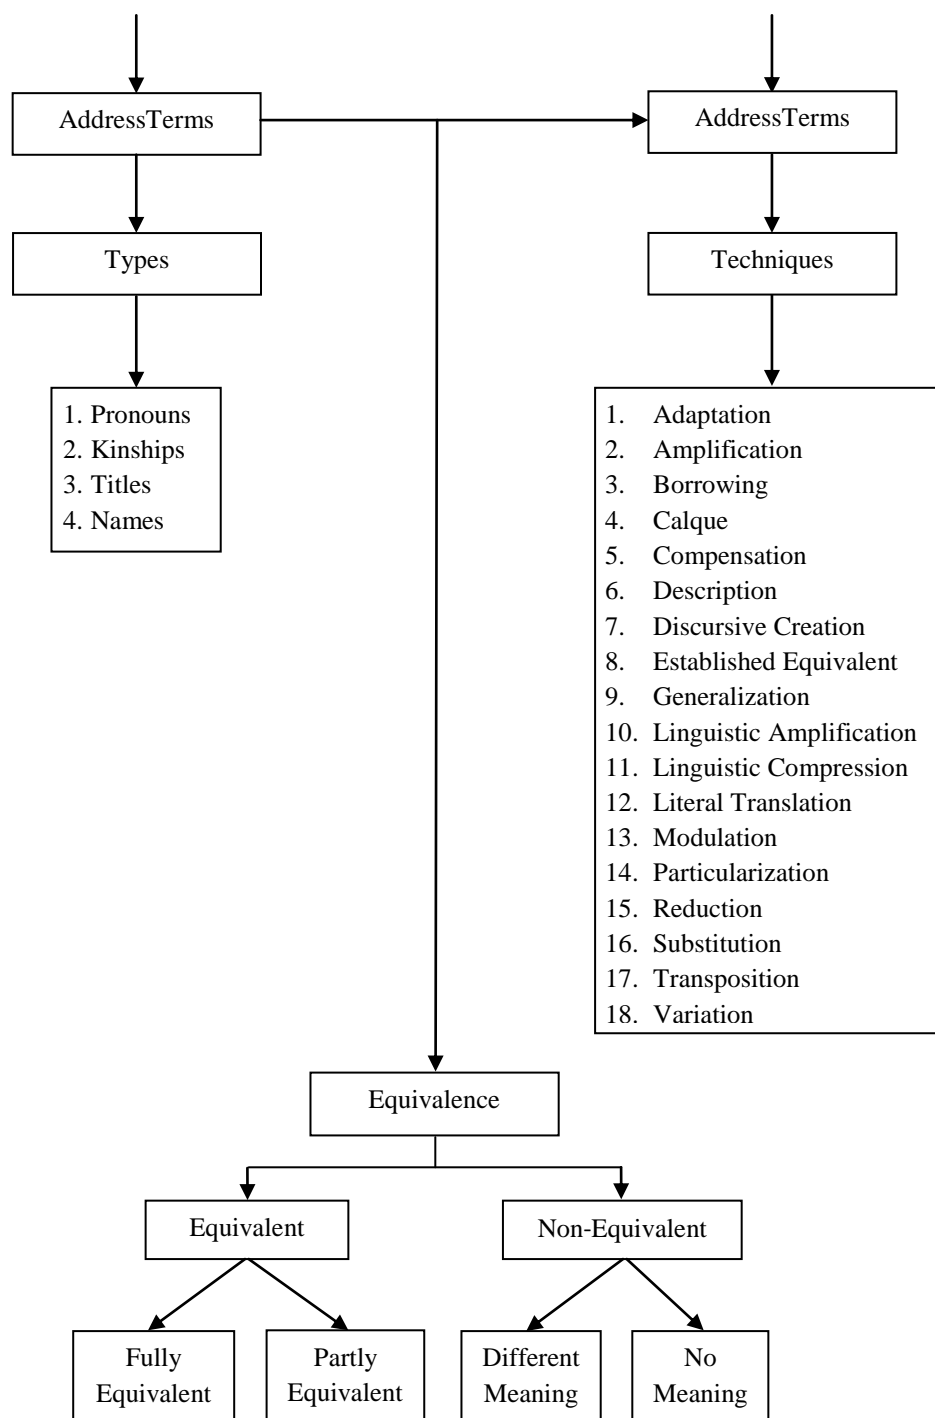 AddressTerms
AddressTerms
Types
Techniques
1. Pronouns
2. Kinships
3. Titles
4. Names
1. Adaptation
2. Amplification
3. Borrowing
4. Calque
5. Compensation
6. Description
7. Discursive Creation
8. Established Equivalent
9. Generalization
10. Linguistic Amplification
11. Linguistic Compression
12. Literal Translation
13. Modulation
14. Particularization
15. Reduction
16. Substitution
17. Transposition
18. Variation
Equivalence
Equivalent
Non-Equivalent
Fully
Equivalent
Partly
Equivalent
Different
Meaning
No
Meaning